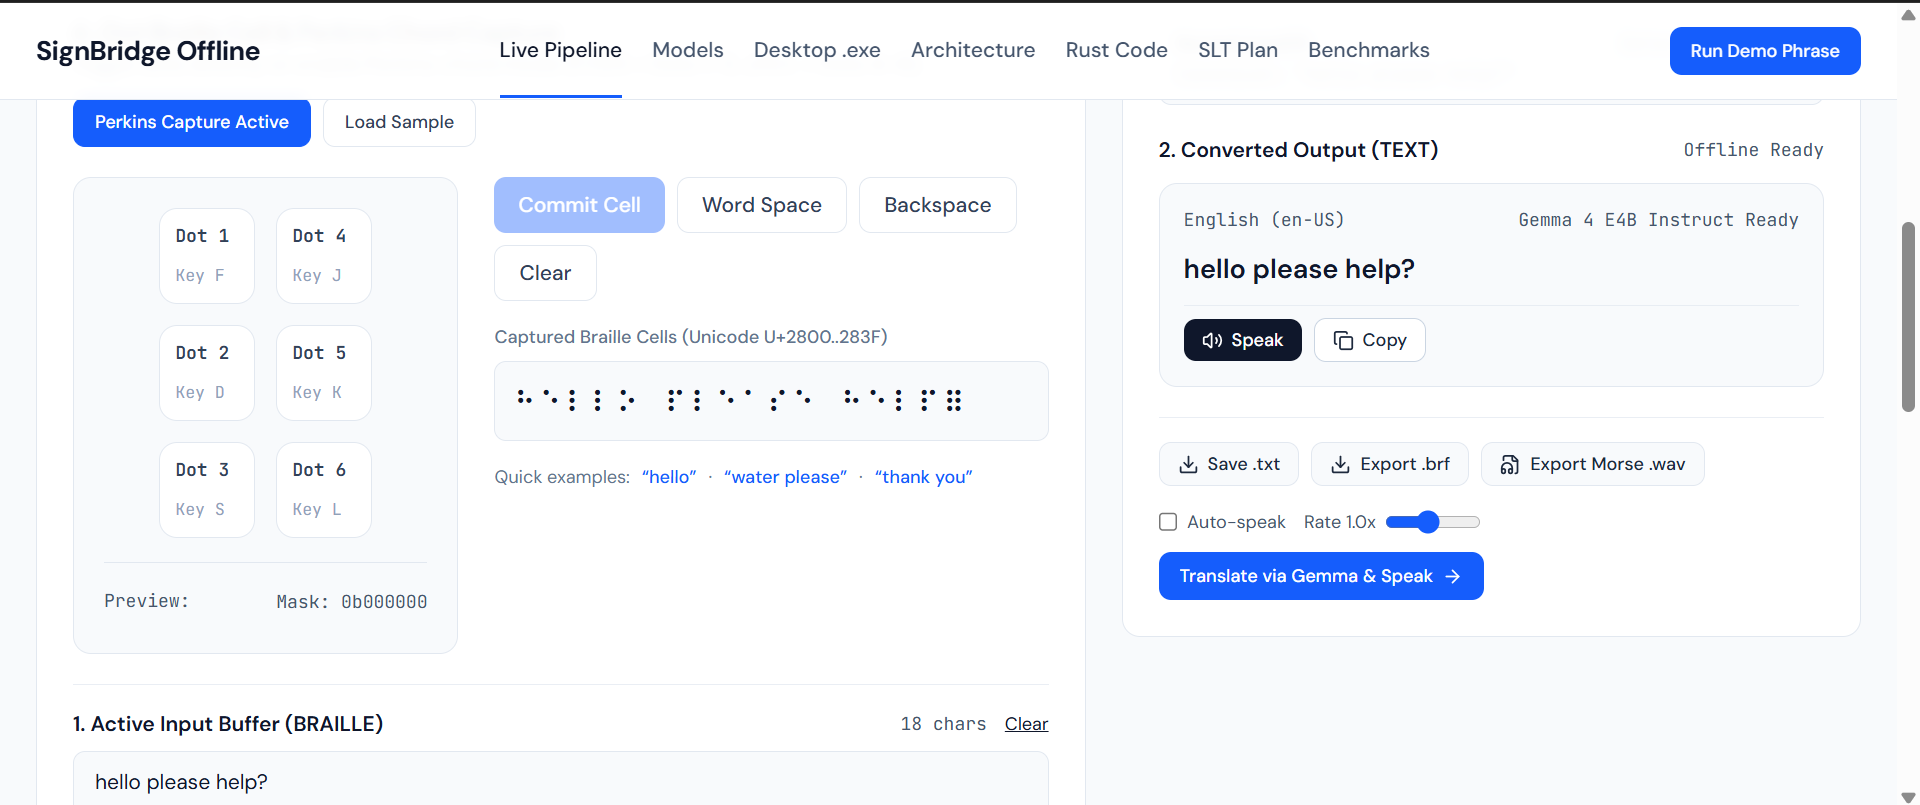 SignBridge Offline
Live Pipeline Models Desktop .exe Architecture Rust Code SLT Plan Benchmarks
Run Demo Phrase
Perkins Capture Active
Load Sample
Dot 1 Dot 4
Key F Key J
Dot 2 Dot 5
Key D Key K
Dot 3 Dot 6
Key S Key L
Preview: Mask: 0b000000
Commit Cell
Word Space
Backspace
Clear
Captured Braille Cells (Unicode U+2800..283F)
⠓⠑⠇⠇⠕ ⠏⠇⠑⠁⠎⠑ ⠓⠑⠇⠏⠿
Quick examples: “hello” · “water please” · “thank you”
1. Active Input Buffer (BRAILLE) 18 chars Clear
hello please help?
2. Converted Output (TEXT) Offline Ready
English (en-US) Gemma 4 E4B Instruct Ready
hello please help?
Speak Copy
Save .txt Export .brf Export Morse .wav
Auto-speak Rate 1.0x
Translate via Gemma & Speak →